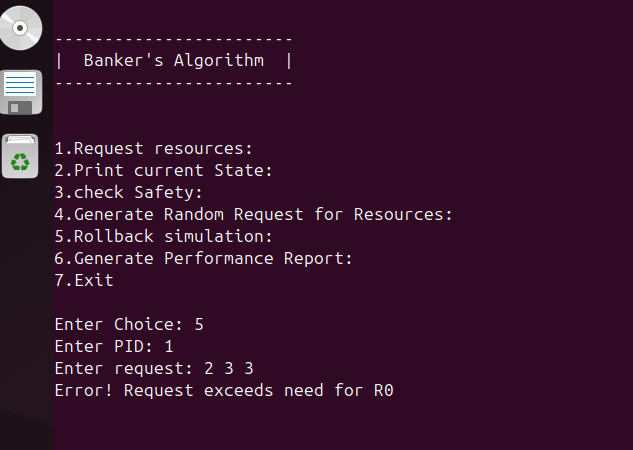 ------------------------
|  Banker's Algorithm  |
------------------------
1.Request resources:
2.Print current State:
3.check Safety:
4.Generate Random Request for Resources:
5.Rollback simulation:
6.Generate Performance Report:
7.Exit
Enter Choice: 5
Enter PID: 1
Enter request: 2 3 3
Error! Request exceeds need for R0